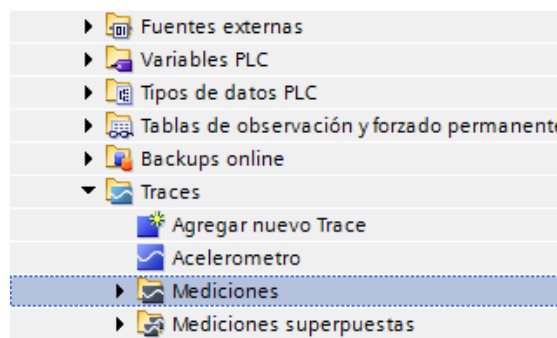 Fuentes externas
Variables PLC
Tipos de datos PLC
Tablas de observación y forzado permanente
Backups online
Traces
Agregar nuevo Trace
Acelerometro
Mediciones
Mediciones superpuestas